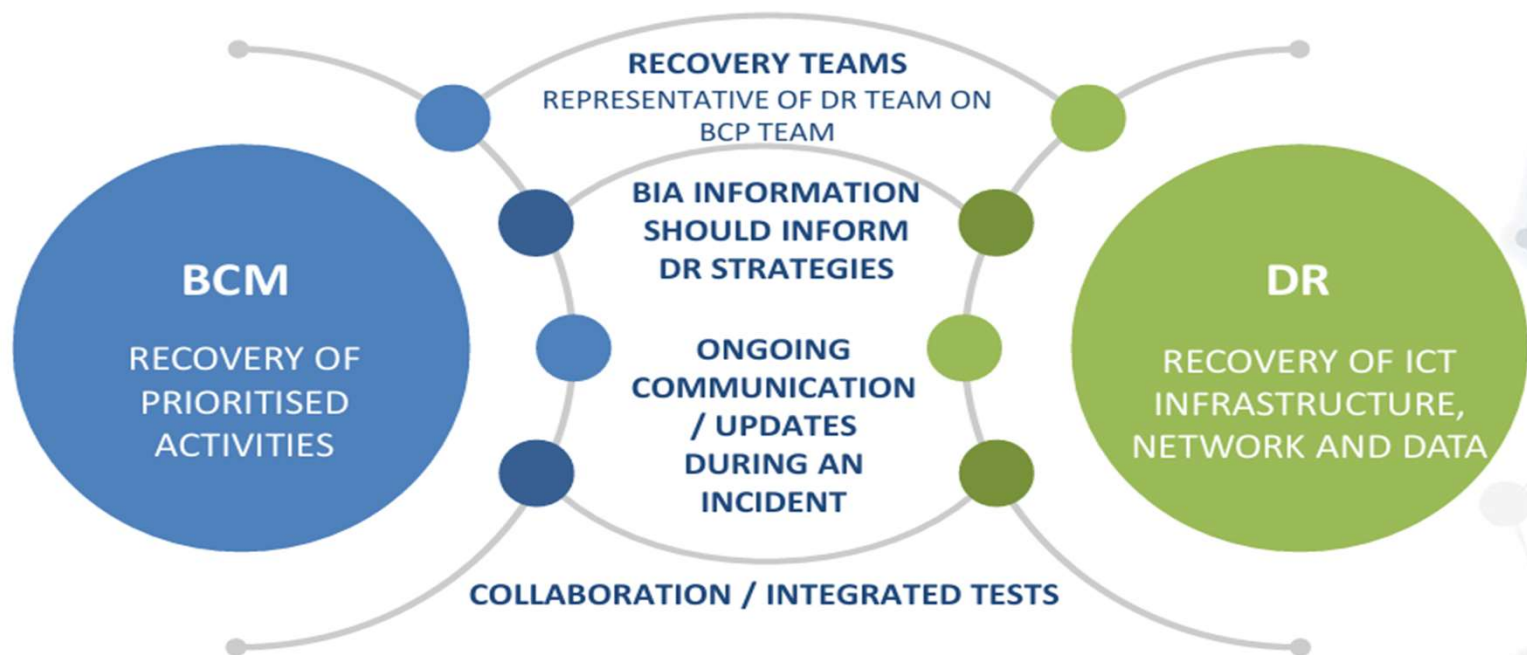 RECOVERY TEAMS
REPRESENTATIVE OF DR TEAM ON
BCP TEAM
BIA INFORMATION
SHOULD INFORM
DR STRATEGIES
BCM
RECOVERY OF
PRIORITISED
ACTIVITIES
ONGOING
COMMUNICATION
/ UPDATES
DURING AN
INCIDENT
DR
RECOVERY OF ICT
INFRASTRUCTURE,
NETWORK AND DATA
COLLABORATION / INTEGRATED TESTS